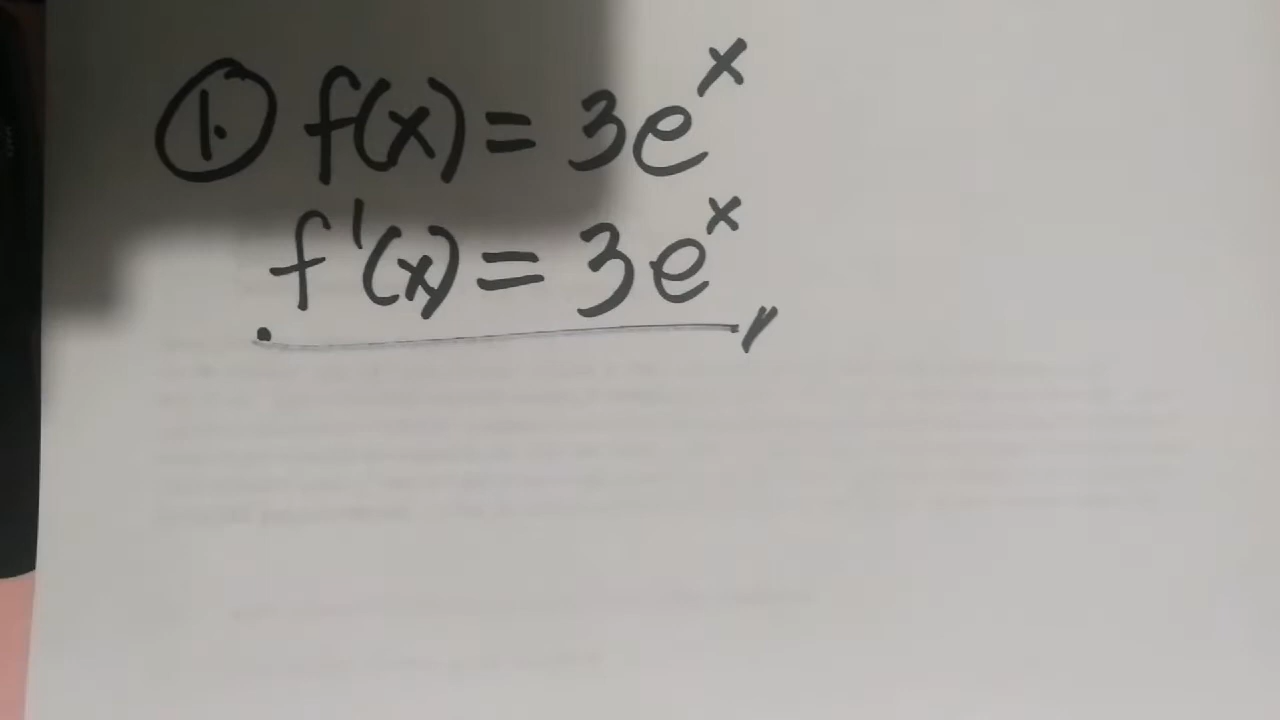 1. f(x) = 3e^x
f'(x) = 3e^x